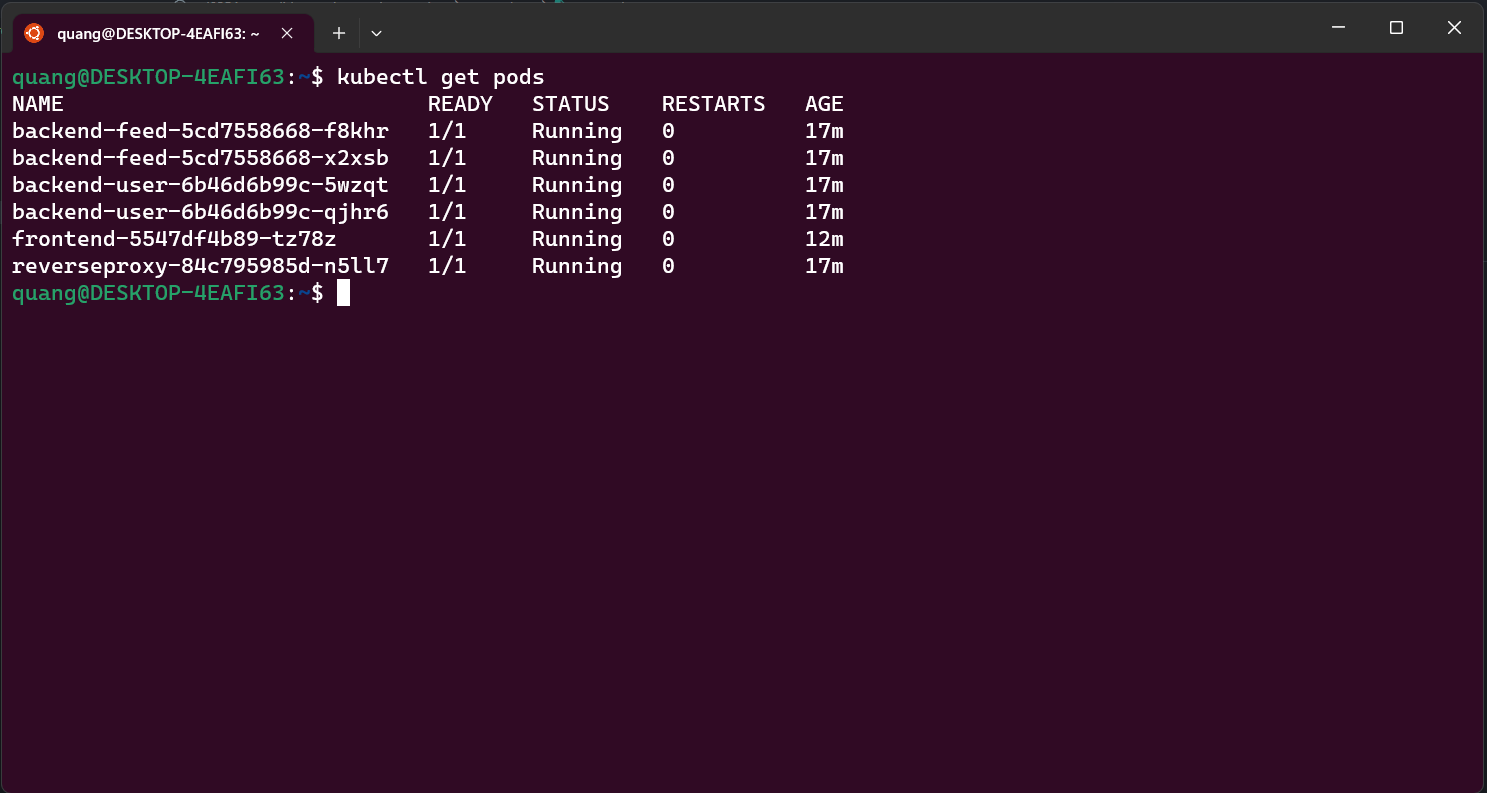 quang@DESKTOP-4EAFI63: ~
quang@DESKTOP-4EAFI63:~$ kubectl get pods
NAME                            READY   STATUS    RESTARTS   AGE
backend-feed-5cd7558668-f8khr   1/1     Running   0          17m
backend-feed-5cd7558668-x2xsb   1/1     Running   0          17m
backend-user-6b46d6b99c-5wzqt   1/1     Running   0          17m
backend-user-6b46d6b99c-qjhr6   1/1     Running   0          17m
frontend-5547df4b89-tz78z       1/1     Running   0          12m
reverseproxy-84c795985d-n5ll7   1/1     Running   0          17m
quang@DESKTOP-4EAFI63:~$